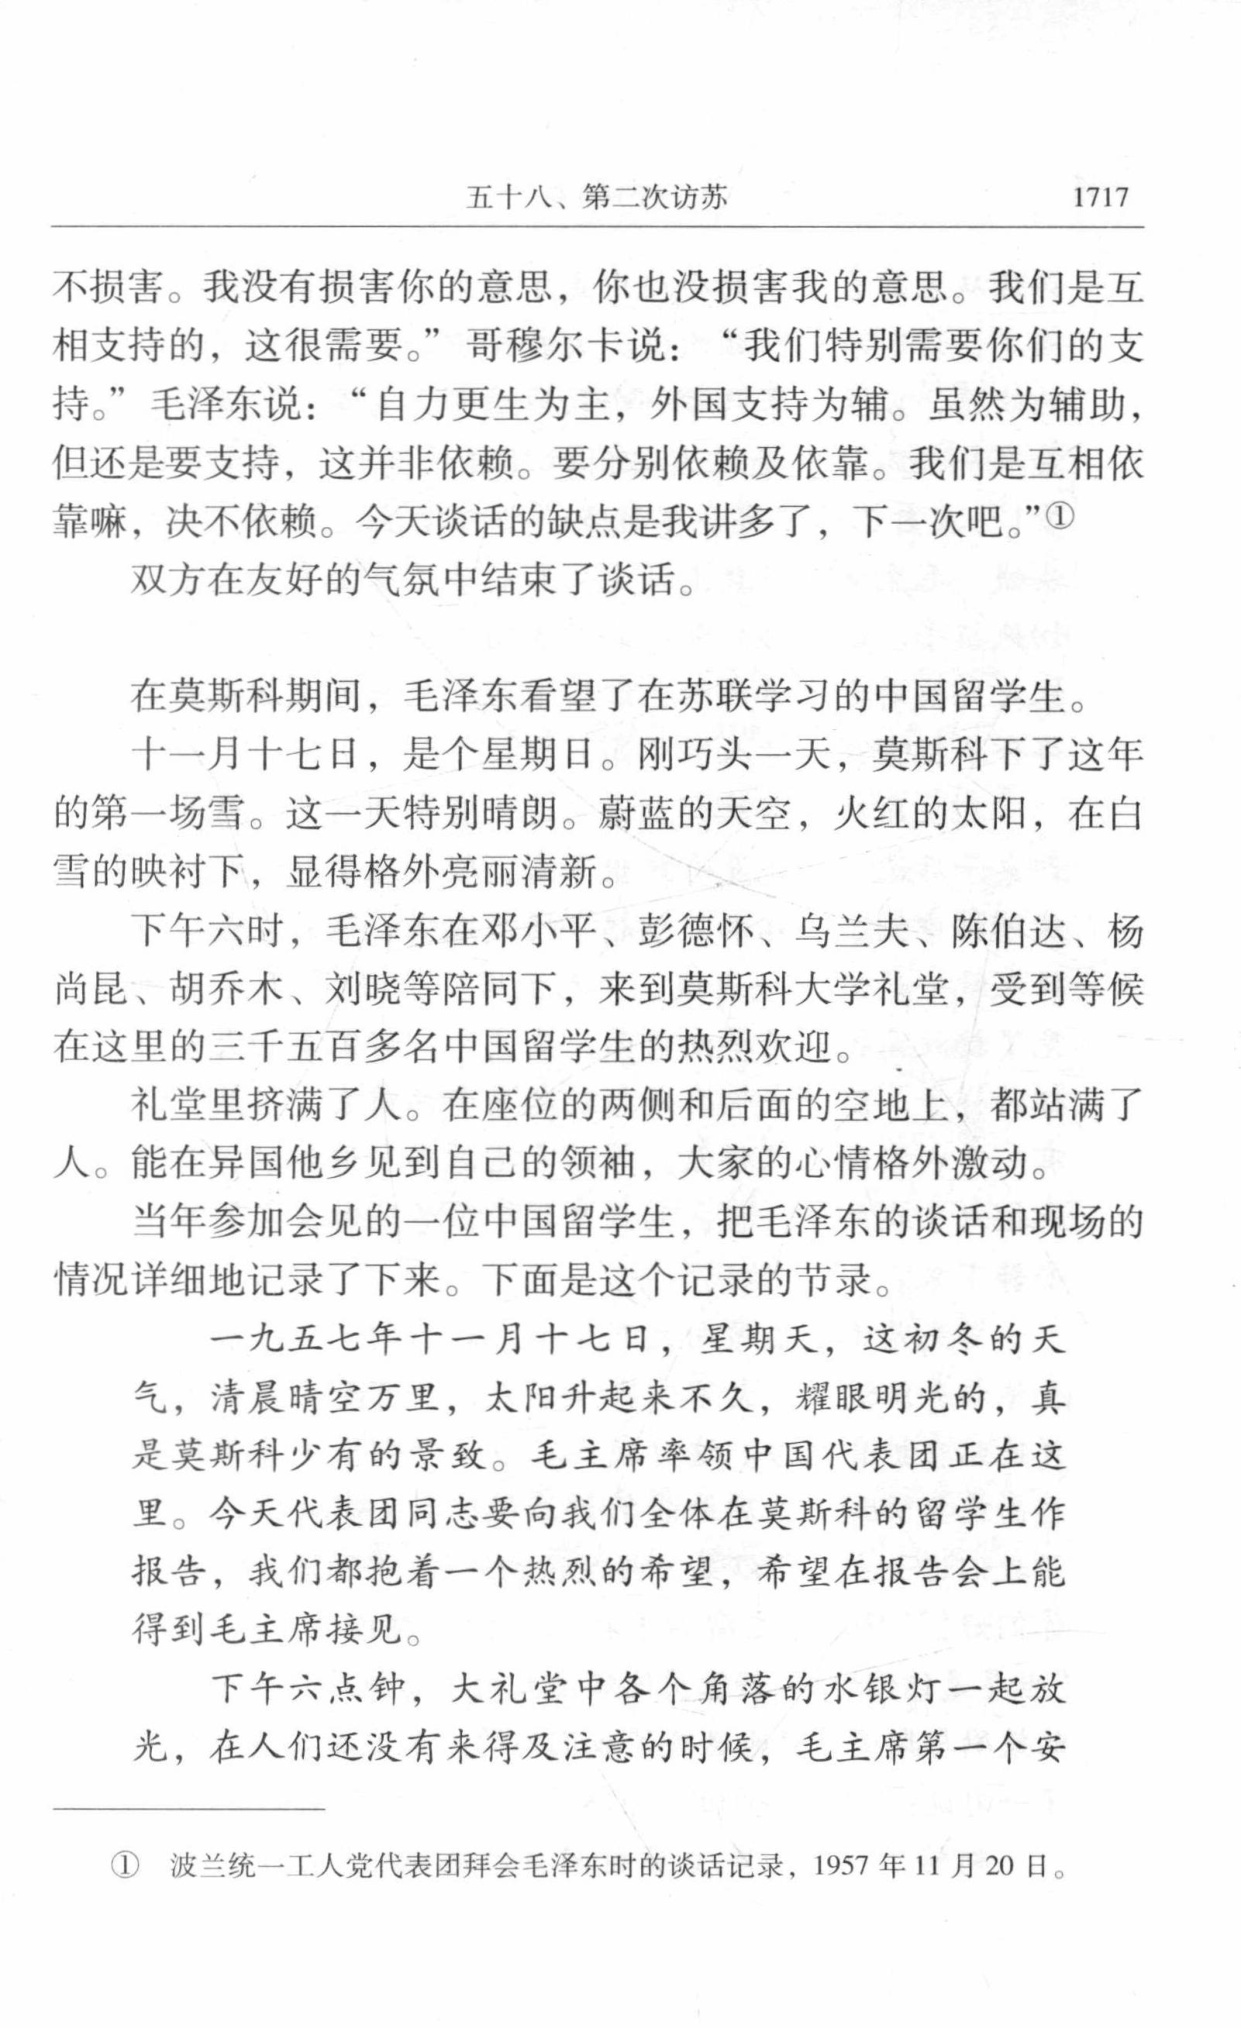 五十八、第二次访苏 1717
不损害。我没有损害你的意思，你也没损害我的意思。我们是互
相支持的，这很需要。”哥穆尔卡说：“我们特别需要你们的支
持。”毛泽东说：“自力更生为主，外国支持为辅。虽然为辅助，
但还是要支持，这并非依赖。要分别依赖及依靠。我们是互相依
靠嘛，决不依赖。今天谈话的缺点是我讲多了，下一次吧。”①
双方在友好的气氛中结束了谈话。
在莫斯科期间，毛泽东看望了在苏联学习的中国留学生。
十一月十七日，是个星期日。刚巧头一天，莫斯科下了这年
的第一场雪。这一天特别晴朗。蔚蓝的天空，火红的太阳，在白
雪的映衬下，显得格外亮丽清新。
下午六时，毛泽东在邓小平、彭德怀、乌兰夫、陈伯达、杨
尚昆、胡乔木、刘晓等陪同下，来到莫斯科大学礼堂，受到等候
在这里的三千五百多名中国留学生的热烈欢迎。
礼堂里挤满了人。在座位的两侧和后面的空地上，都站满了
人。能在异国他乡见到自己的领袖，大家的心情格外激动。
当年参加会见的一位中国留学生，把毛泽东的谈话和现场的
情况详细地记录了下来。下面是这个记录的节录。
一九五七年十一月十七日，星期天，这初冬的天
气，清晨晴空万里，太阳升起来不久，耀眼明光的，真
是莫斯科少有的景致。毛主席率领中国代表团正在这
里。今天代表团同志要向我们全体在莫斯科的留学生作
报告，我们都抱着一个热烈的希望，希望在报告会上能
得到毛主席接见。
下午六点钟，大礼堂中各个角落的水银灯一起放
光，在人们还没有来得及注意的时候，毛主席第一个安
① 波兰统一工人党代表团拜会毛泽东时的谈话记录，1957 年 11 月 20 日。